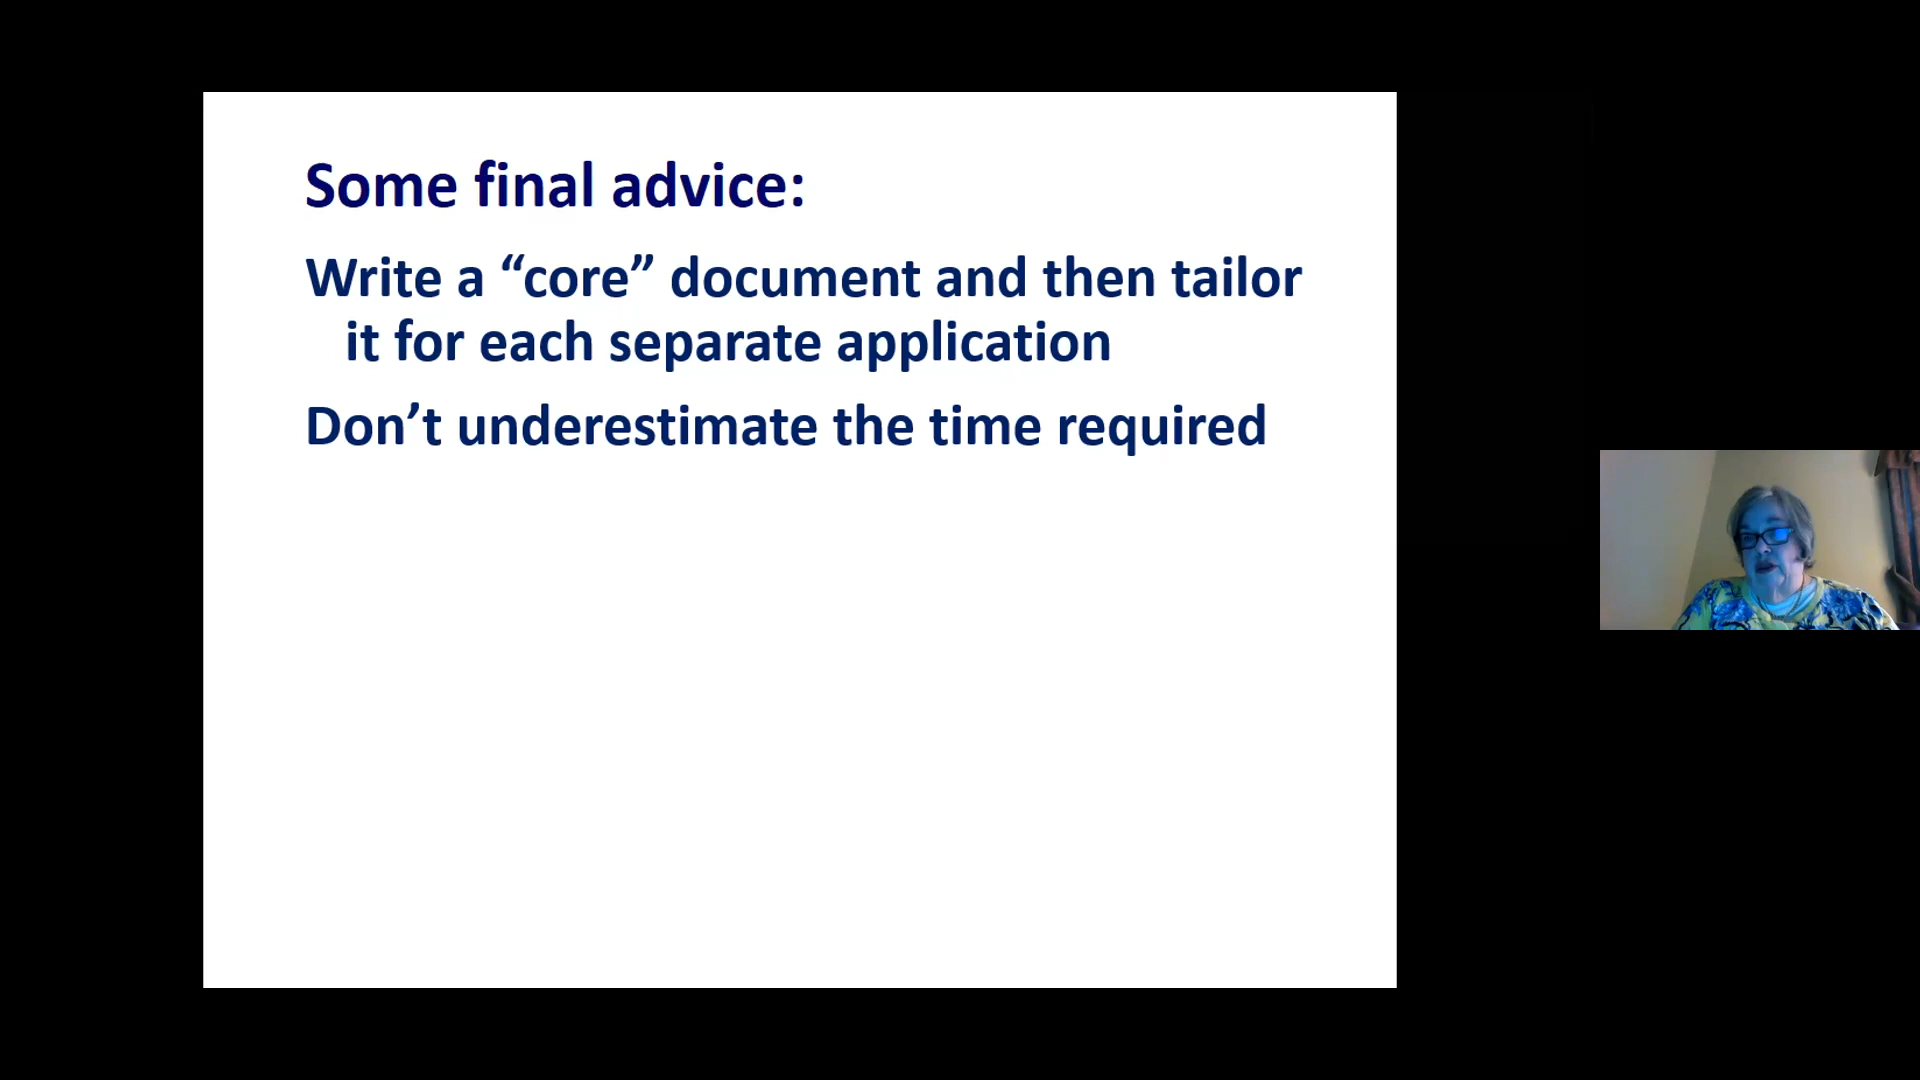 Some final advice:
Write a “core” document and then tailor
it for each separate application
Don’t underestimate the time required